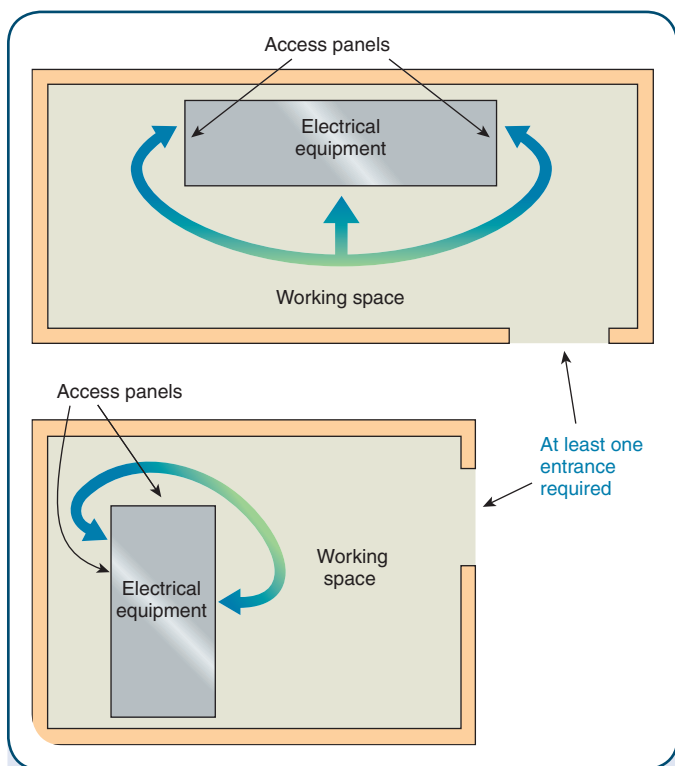 Access panels
Electrical
equipment
Working space
Access panels
At least one
entrance
required
Working
space
Electrical
equipment